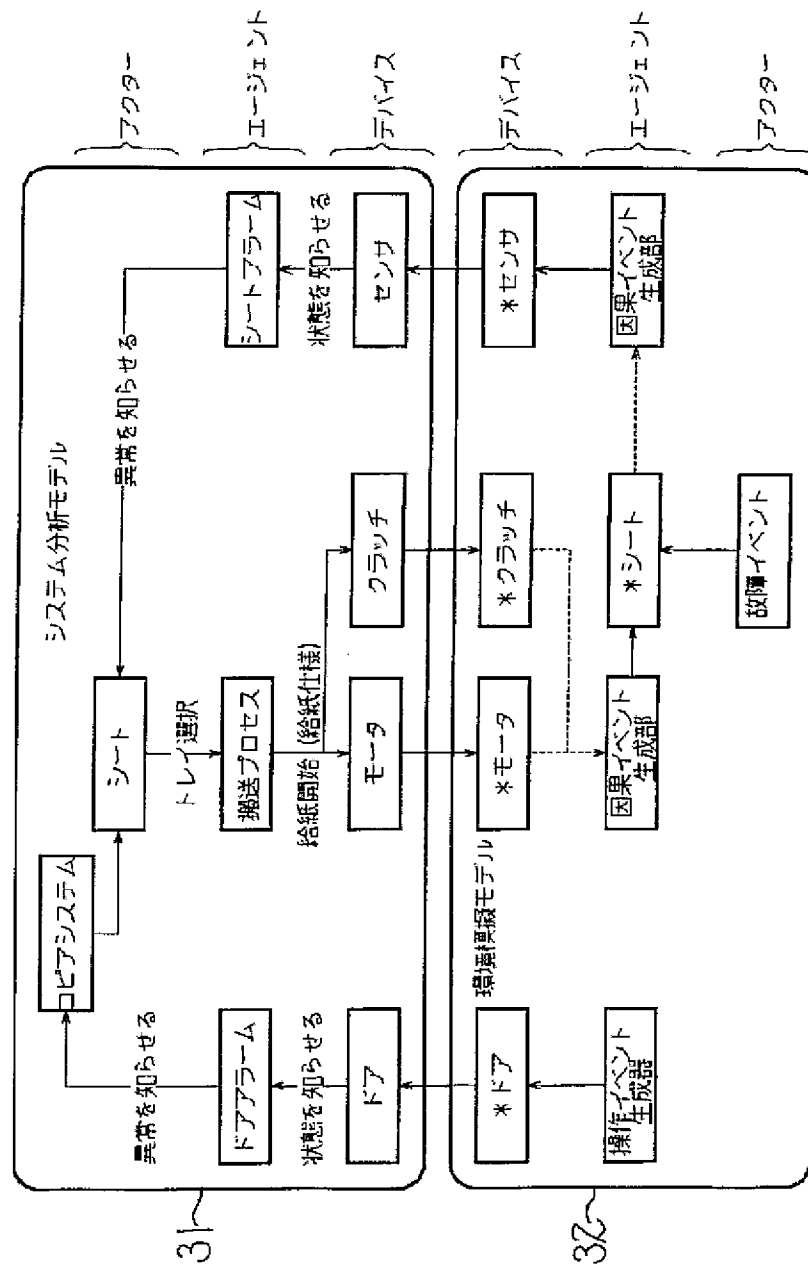 アクター
エージェント
デバイス
デバイス
エージェント
アクター
システム分析モデル
コピアシステム
シート
異常を知らせる
異常を知らせる
トレイ選択
ドアアラーム
搬送プロセス
シートアラーム
状態を知らせる
給紙開始 (給紙仕様)
状態を知らせる
ドア
モータ
クラッチ
センサ
31
環境模擬モデル
*ドア
*モータ
*クラッチ
*センサ
操作イベント
生成器
因果イベント
生成部
*シート
因果イベント
生成部
故障イベント
32